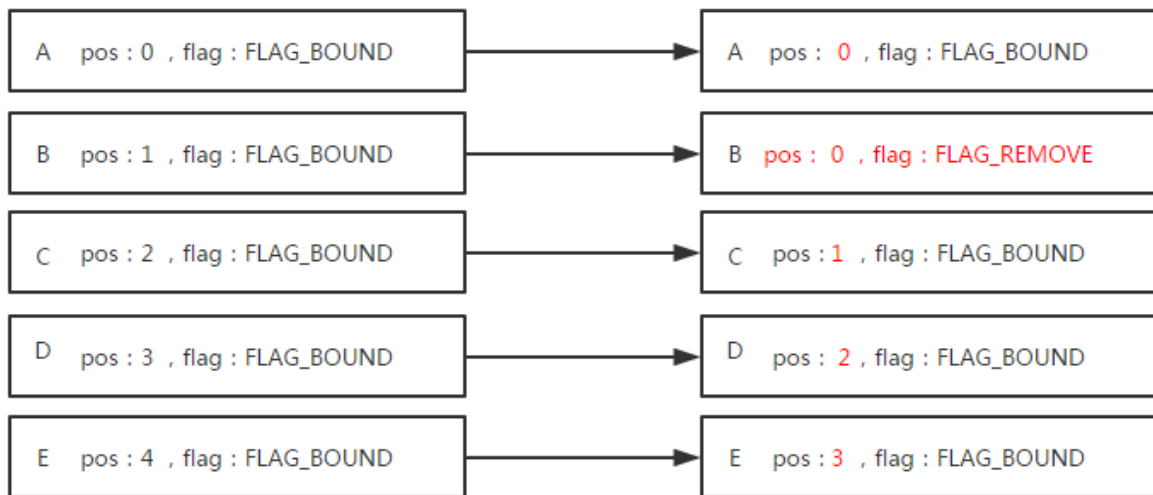 A pos : 0 , flag : FLAG_BOUND
A pos : 0 , flag : FLAG_BOUND
B pos : 1 , flag : FLAG_BOUND
B pos : 0 , flag : FLAG_REMOVE
C pos : 2 , flag : FLAG_BOUND
C pos : 1 , flag : FLAG_BOUND
D pos : 3 , flag : FLAG_BOUND
D pos : 2 , flag : FLAG_BOUND
E pos : 4 , flag : FLAG_BOUND
E pos : 3 , flag : FLAG_BOUND